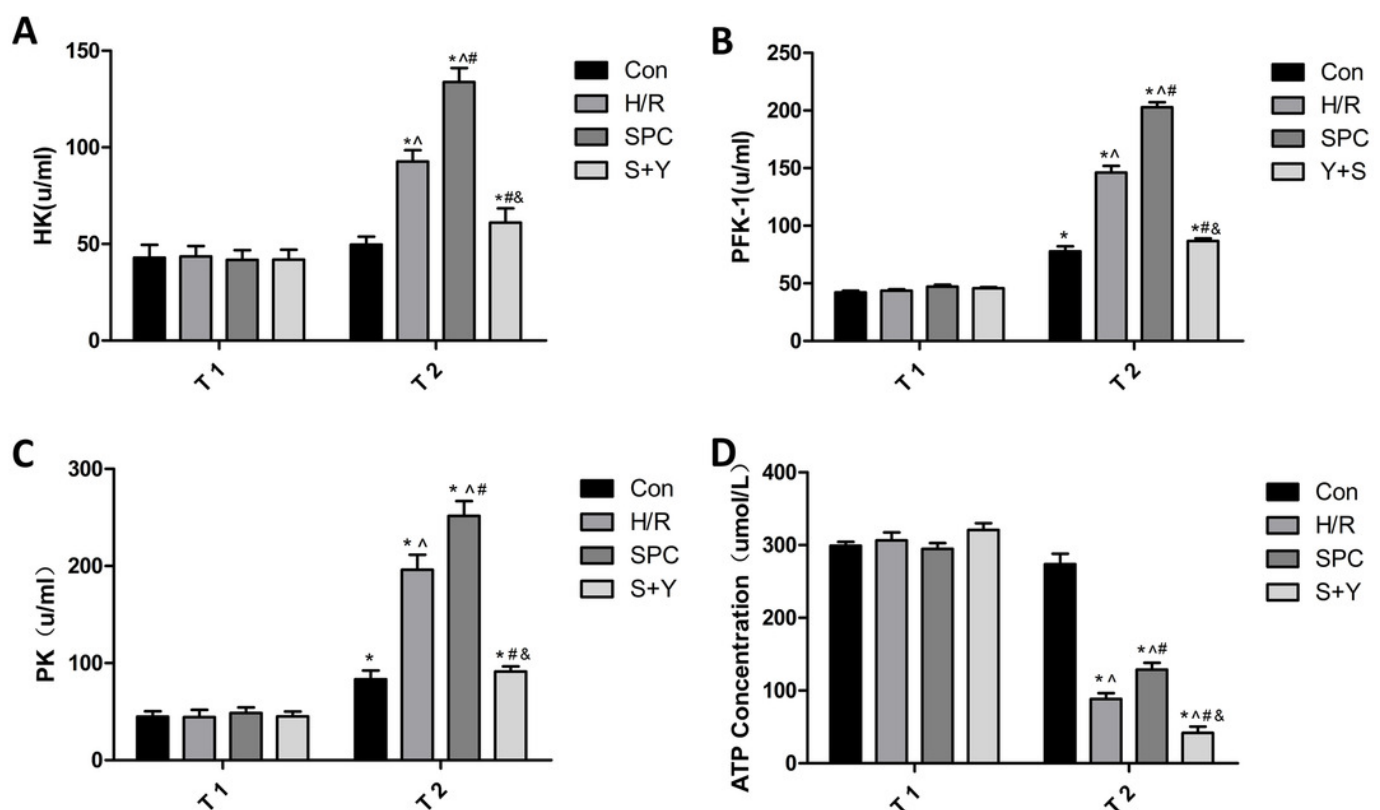 A
HK(u/ml)
150
100
50
0
*^
*^#
*#&
T1
T2
Con
H/R
SPC
S+Y
B
PFK-1(u/ml)
250
200
150
100
50
0
*
*^
*^#
*#&
T1
T2
Con
H/R
SPC
Y+S
C
PK（u/ml）
300
200
100
0
*
*^
*^#
*#&
T1
T2
Con
H/R
SPC
S+Y
D
ATP Concentration（umol/L）
400
300
200
100
0
*^
*^#
*^#&
T1
T2
Con
H/R
SPC
S+Y